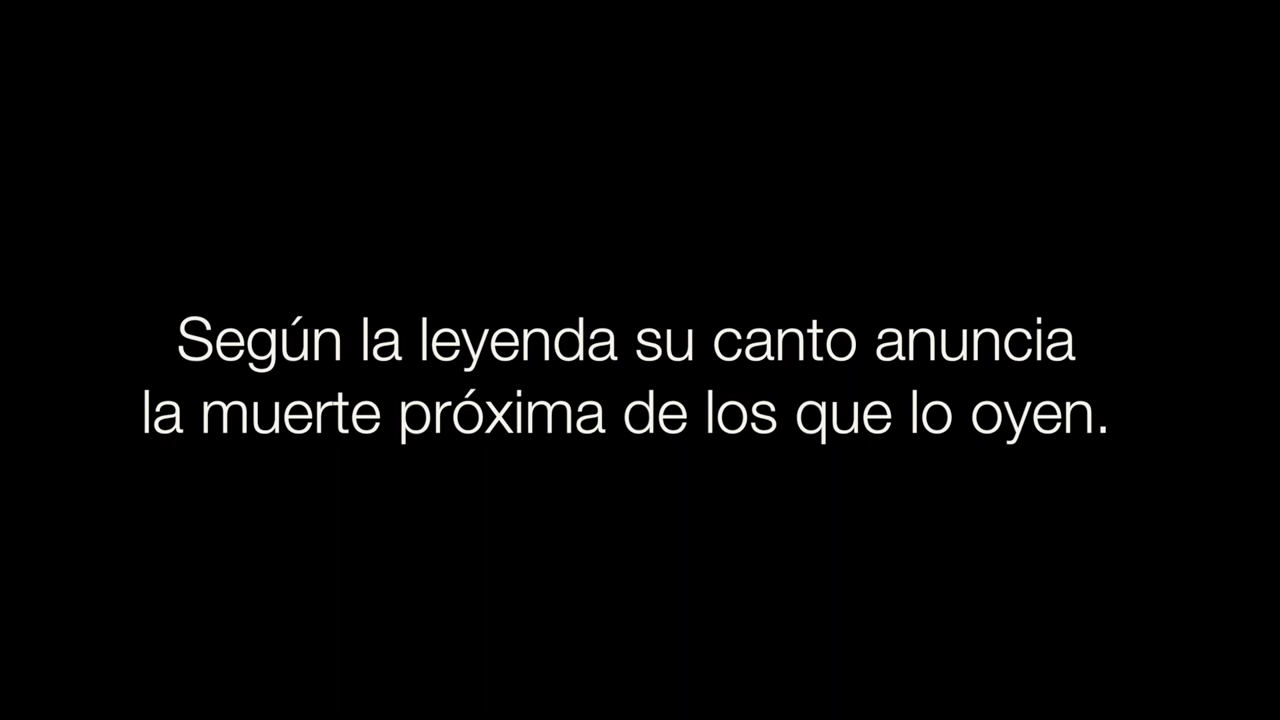 Según la leyenda su canto anuncia
la muerte próxima de los que lo oyen.